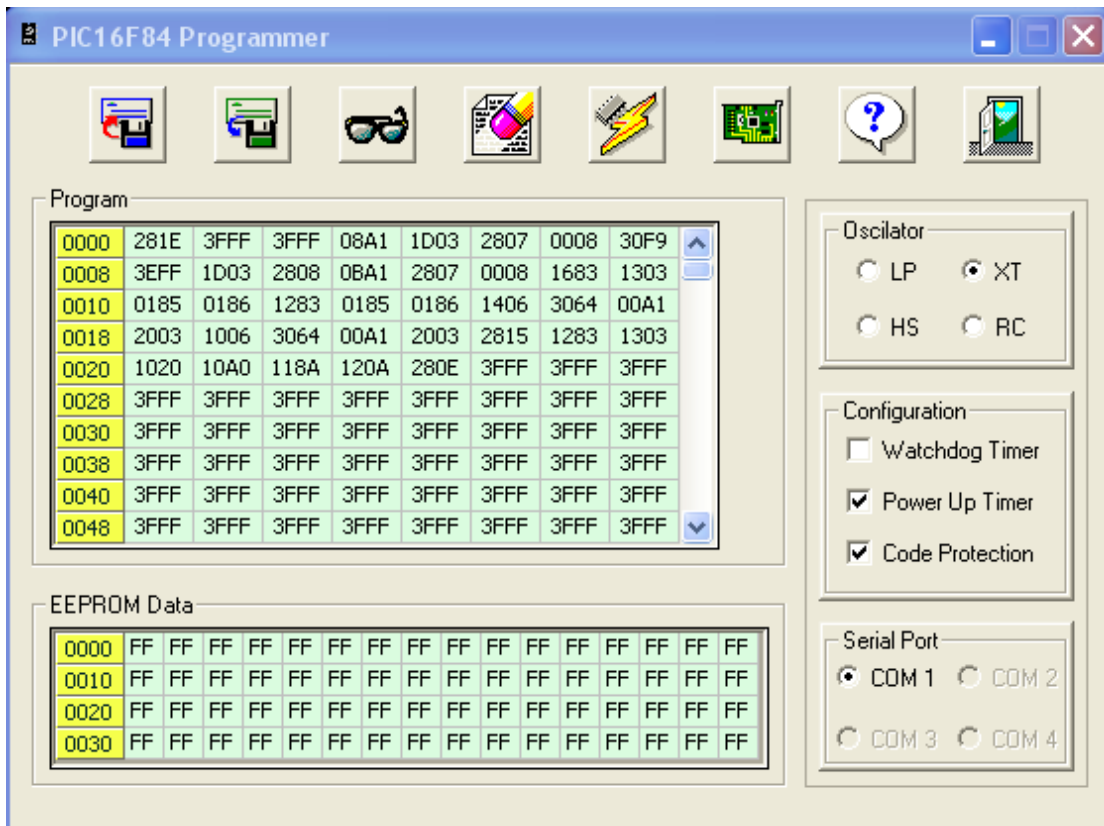 PIC16F84 Programmer
?
Program
0000 281E 3FFF 3FFF 08A1 1D03 2807 0008 30F9
0008 3EFF 1D03 2808 0BA1 2807 0008 1683 1303
0010 0185 0186 1283 0185 0186 1406 3064 00A1
0018 2003 1006 3064 00A1 2003 2815 1283 1303
0020 1020 10A0 118A 120A 280E 3FFF 3FFF 3FFF
0028 3FFF 3FFF 3FFF 3FFF 3FFF 3FFF 3FFF 3FFF
0030 3FFF 3FFF 3FFF 3FFF 3FFF 3FFF 3FFF 3FFF
0038 3FFF 3FFF 3FFF 3FFF 3FFF 3FFF 3FFF 3FFF
0040 3FFF 3FFF 3FFF 3FFF 3FFF 3FFF 3FFF 3FFF
0048 3FFF 3FFF 3FFF 3FFF 3FFF 3FFF 3FFF 3FFF
EEPROM Data
0000 FF FF FF FF FF FF FF FF FF FF FF FF FF FF FF FF
0010 FF FF FF FF FF FF FF FF FF FF FF FF FF FF FF FF
0020 FF FF FF FF FF FF FF FF FF FF FF FF FF FF FF FF
0030 FF FF FF FF FF FF FF FF FF FF FF FF FF FF FF FF
Oscilator
LP XT
HS RC
Configuration
Watchdog Timer
Power Up Timer
Code Protection
Serial Port
COM 1 COM 2
COM 3 COM 4